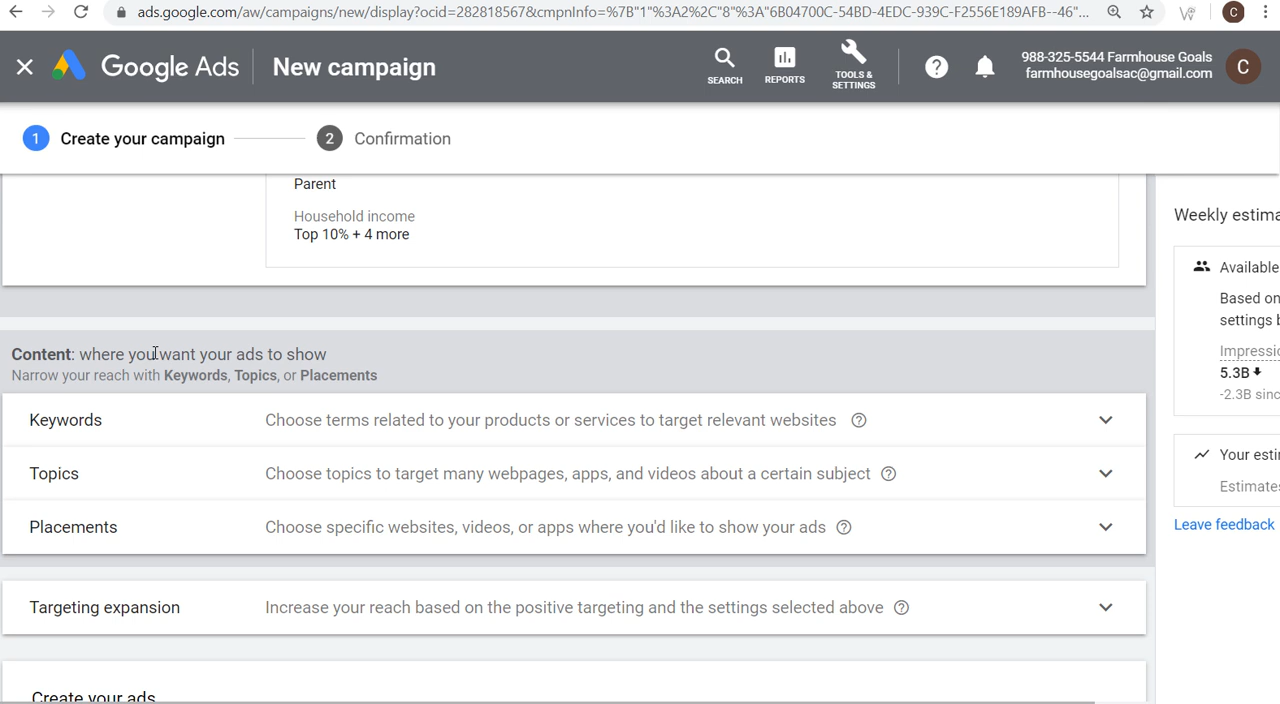 ads.google.com/aw/campaigns/new/display?ocid=282818567&cmpnInfo=%7B"1"%3A2%2C"8"%3A"6B04700C-54BD-4EDC-939C-F2556E189AFB--46"...
C
Google Ads
New campaign
SEARCH
REPORTS
TOOLS &
SETTINGS
988-325-5544 Farmhouse Goals
farmhousegoalsac@gmail.com
C
1 Create your campaign
2 Confirmation
Parent
Household income
Top 10% + 4 more
Weekly estima
Available
Based on
settings b
Impressio
5.3B
-2.3B sinc
Content: where you want your ads to show
Narrow your reach with Keywords, Topics, or Placements
Keywords Choose terms related to your products or services to target relevant websites
Topics Choose topics to target many webpages, apps, and videos about a certain subject
Placements Choose specific websites, videos, or apps where you'd like to show your ads
Your esti
Estimates
Leave feedback
Targeting expansion Increase your reach based on the positive targeting and the settings selected above
Create your ads